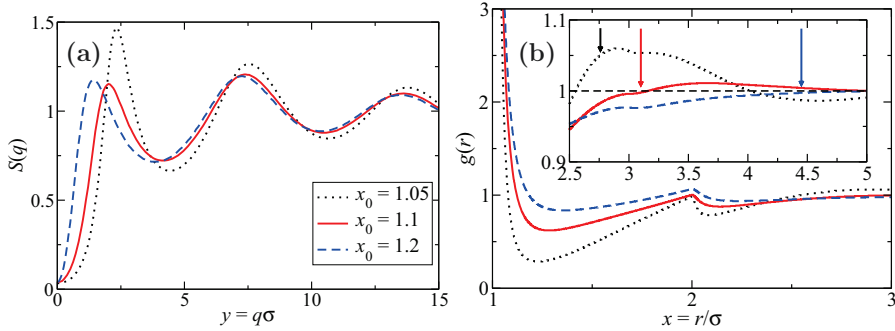 (a)
S(q)
1.5
1
0.5
0
x0 = 1.05
x0 = 1.1
x0 = 1.2
0 5 10 15
y = qσ
(b)
g(r)
3
2
1
0
1.1
1
0.9
2.5 3 3.5 4 4.5 5
1 2 3
x = r/σ